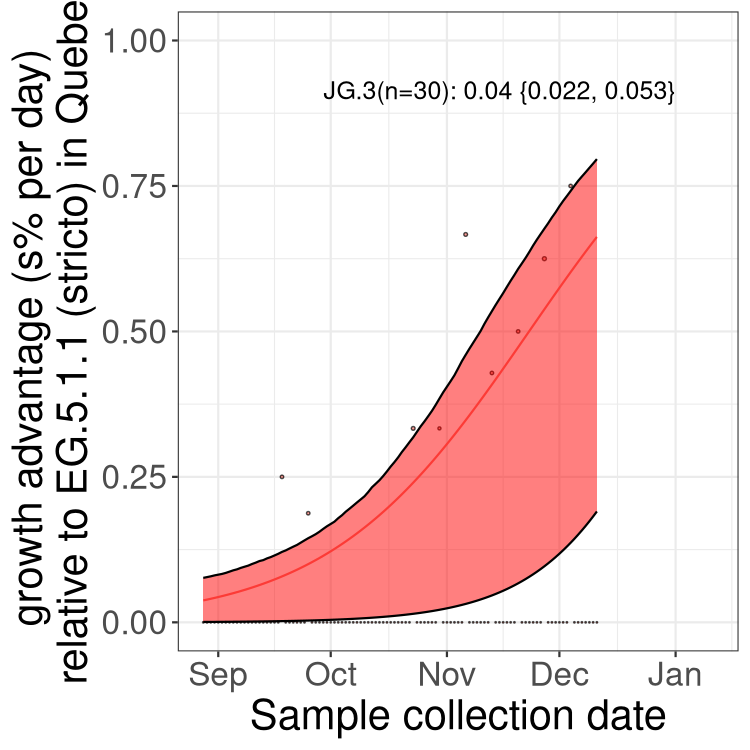 growth advantage (s% per day)
relative to EG.5.1.1 (stricto) in Quebe
1.00
0.75
0.50
0.25
0.00
JG.3(n=30): 0.04 {0.022, 0.053}
Sep Oct Nov Dec Jan
Sample collection date